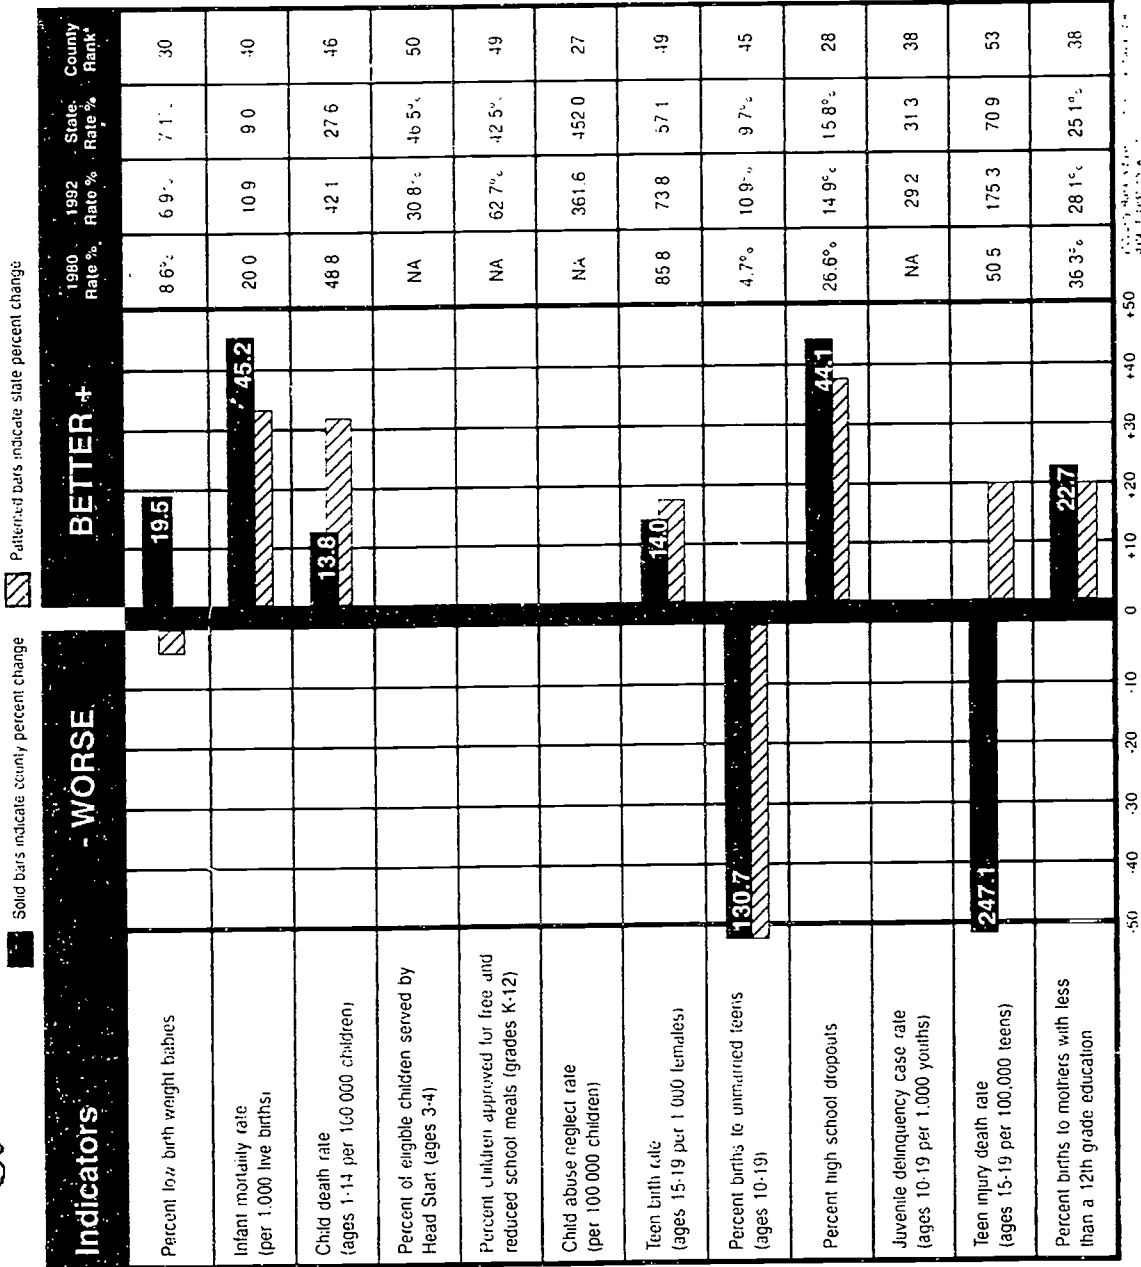 Solid bars indicate county percent change
Patterned bars indicate state percent change
Indicators - WORSE BETTER + 1980 Rate % 1992 Rate % State Rate % County Rank*
Percent low birth weight babies 19.5 8.6% 6.9% 7.1% 30
Infant mortality rate
(per 1,000 live births) 45.2 20.0 10.9 9.0 40
Child death rate
(ages 1-14 per 100 000 children) 13.8 48.8 42.1 27.6 46
Percent of eligible children served by
Head Start (ages 3-4) NA 30.8% 46.5% 50
Percent children approved for free and
reduced school meals (grades K-12) NA 62.7% 42.5% 49
Child abuse neglect rate
(per 100 000 children) NA 361.6 452.0 27
Teen birth rate
(ages 15-19 per 1 000 females) 14.0 85.8 73.8 57.1 49
Percent births to unmarried teens
(ages 10-19) 130.7 4.7% 10.9% 9.7% 45
Percent high school dropouts 44.1 26.6% 14.9% 15.8% 28
Juvenile delinquency case rate
(ages 10-19 per 1,000 youths) NA 29.2 31.3 38
Teen injury death rate
(ages 15-19 per 100,000 teens) 247.1 50.5 175.3 70.9 53
Percent births to mothers with less
than a 12th grade education 22.7 36.3% 28.1% 25.1% 38
-50 -40 -30 -20 -10 0 +10 +20 +30 +40 +50